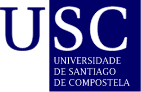 USC
UNIVERSIDADE
DE SANTIAGO
DE COMPOSTELA